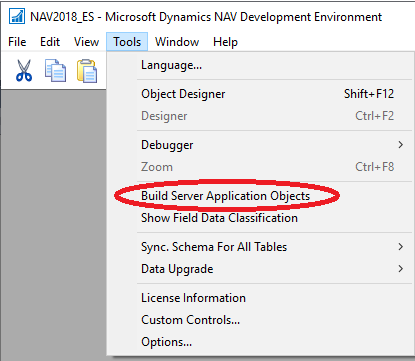 NAV2018_ES - Microsoft Dynamics NAV Development Environment
File Edit View Tools Window Help
Language...
Object Designer Shift+F12
Designer Ctrl+F2
Debugger
Zoom Ctrl+F8
Build Server Application Objects
Show Field Data Classification
Sync. Schema For All Tables
Data Upgrade
License Information
Custom Controls...
Options...